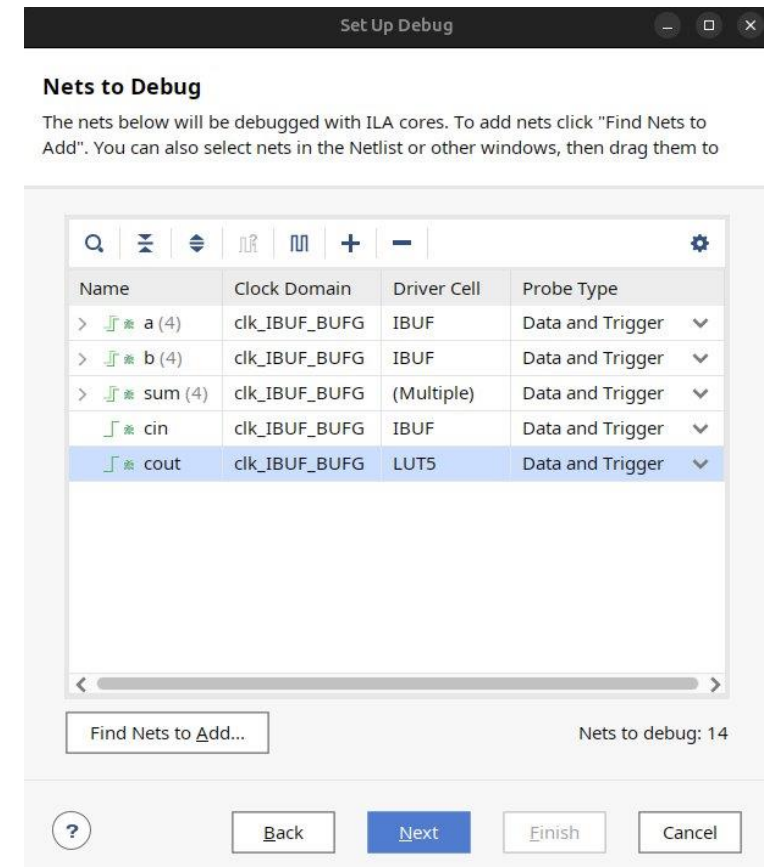 Set Up Debug
Nets to Debug
The nets below will be debugged with ILA cores. To add nets click "Find Nets to
Add". You can also select nets in the Netlist or other windows, then drag them to
Name Clock Domain Driver Cell Probe Type
a (4) clk_IBUF_BUFG IBUF Data and Trigger
b (4) clk_IBUF_BUFG IBUF Data and Trigger
sum (4) clk_IBUF_BUFG (Multiple) Data and Trigger
cin clk_IBUF_BUFG IBUF Data and Trigger
cout clk_IBUF_BUFG LUT5 Data and Trigger
Find Nets to Add... Nets to debug: 14
? Back Next Finish Cancel